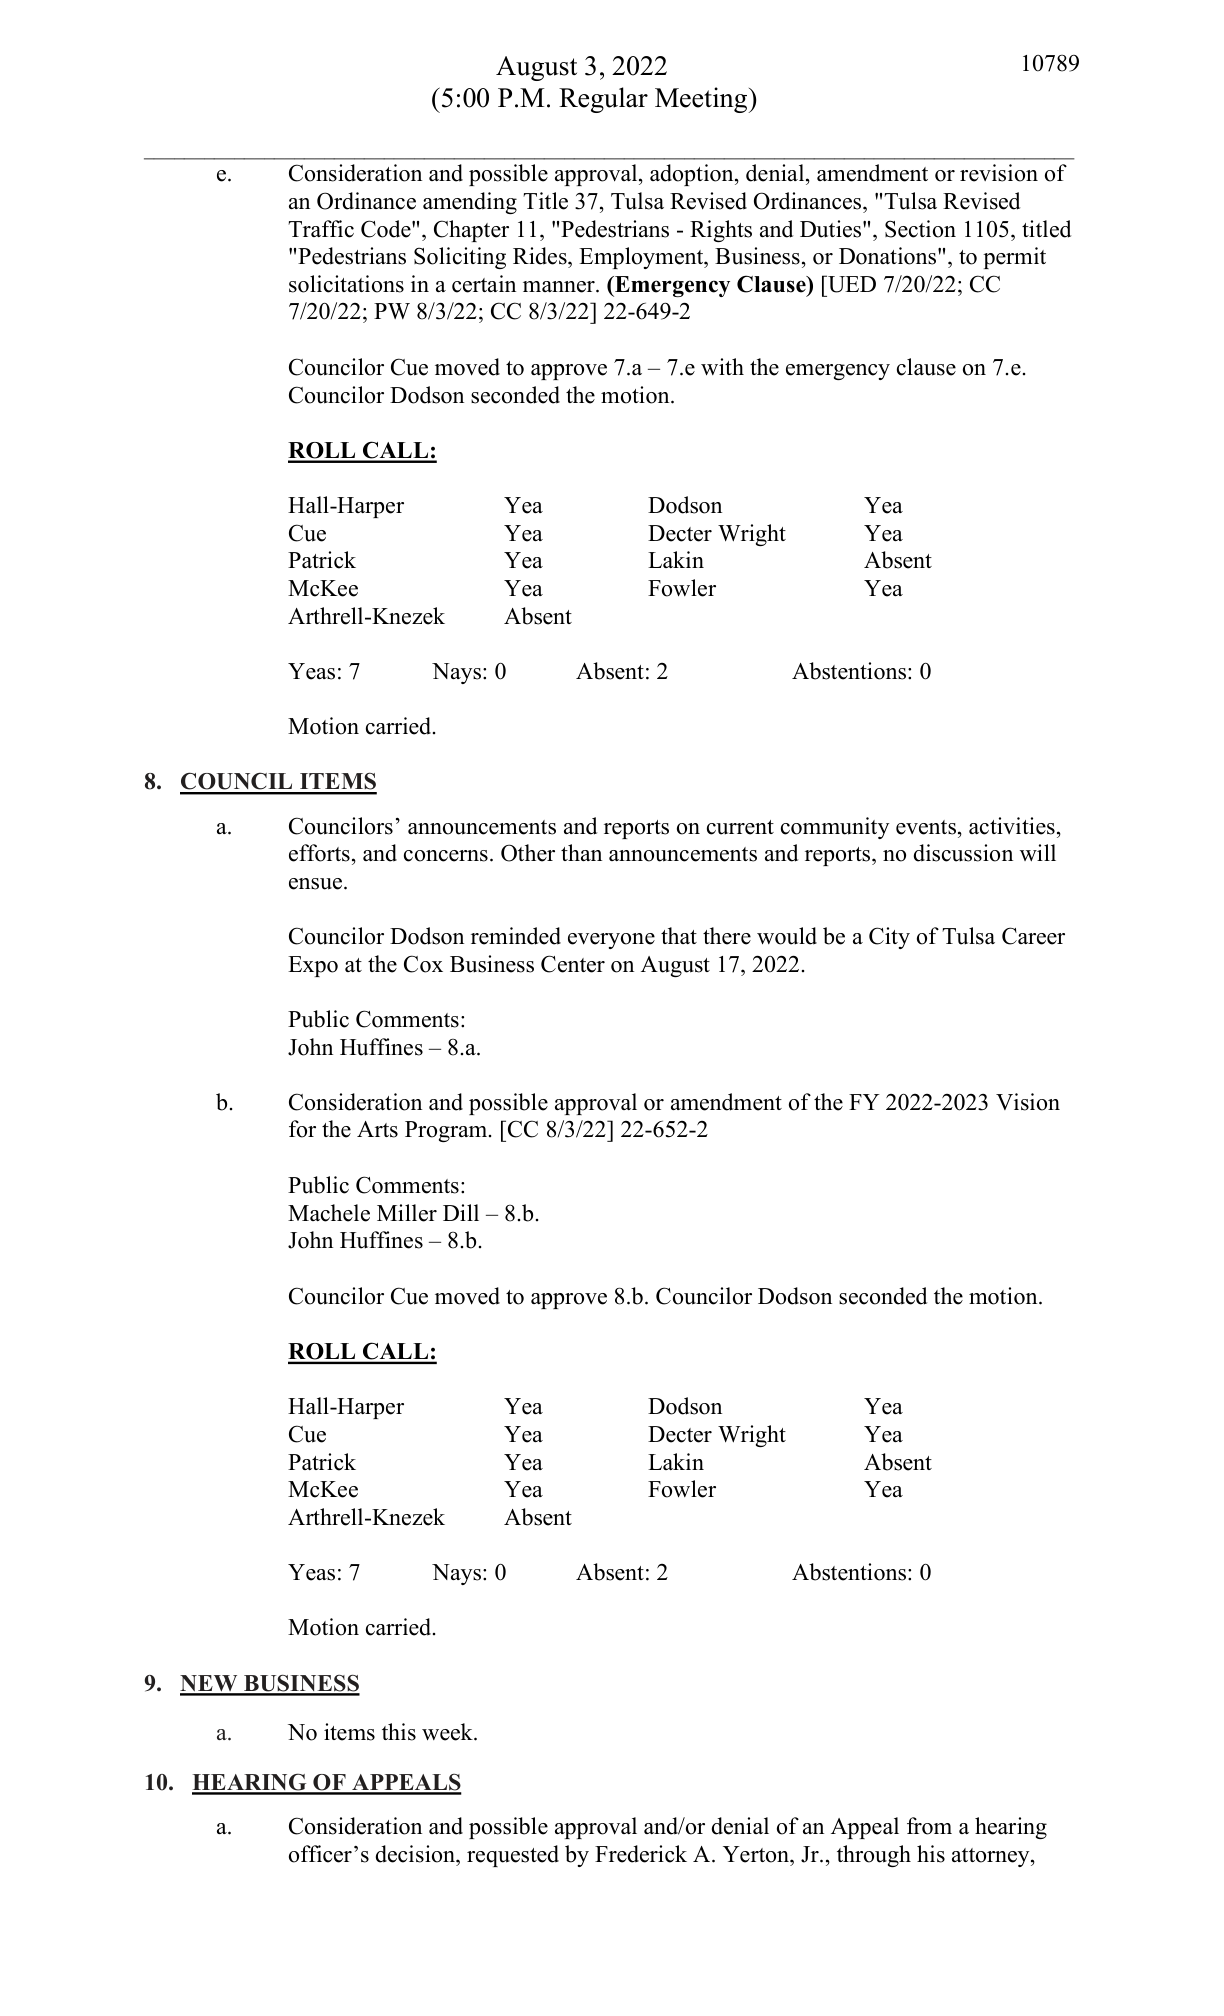 August 3, 2022
10789
(5:00 P.M. Regular Meeting)
e. Consideration and possible approval, adoption, denial, amendment or revision of
an Ordinance amending Title 37, Tulsa Revised Ordinances, "Tulsa Revised
Traffic Code", Chapter 11, "Pedestrians - Rights and Duties", Section 1105, titled
"Pedestrians Soliciting Rides, Employment, Business, or Donations", to permit
solicitations in a certain manner. (Emergency Clause) [UED 7/20/22; CC
7/20/22; PW 8/3/22; CC 8/3/22] 22-649-2
Councilor Cue moved to approve 7.a – 7.e with the emergency clause on 7.e.
Councilor Dodson seconded the motion.
ROLL CALL:
Hall-Harper Yea Dodson Yea
Cue Yea Decter Wright Yea
Patrick Yea Lakin Absent
McKee Yea Fowler Yea
Arthrell-Knezek Absent
Yeas: 7 Nays: 0 Absent: 2 Abstentions: 0
Motion carried.
8. COUNCIL ITEMS
a. Councilors’ announcements and reports on current community events, activities,
efforts, and concerns. Other than announcements and reports, no discussion will
ensue.
Councilor Dodson reminded everyone that there would be a City of Tulsa Career
Expo at the Cox Business Center on August 17, 2022.
Public Comments:
John Huffines – 8.a.
b. Consideration and possible approval or amendment of the FY 2022-2023 Vision
for the Arts Program. [CC 8/3/22] 22-652-2
Public Comments:
Machele Miller Dill – 8.b.
John Huffines – 8.b.
Councilor Cue moved to approve 8.b. Councilor Dodson seconded the motion.
ROLL CALL:
Hall-Harper Yea Dodson Yea
Cue Yea Decter Wright Yea
Patrick Yea Lakin Absent
McKee Yea Fowler Yea
Arthrell-Knezek Absent
Yeas: 7 Nays: 0 Absent: 2 Abstentions: 0
Motion carried.
9. NEW BUSINESS
a. No items this week.
10. HEARING OF APPEALS
a. Consideration and possible approval and/or denial of an Appeal from a hearing
officer’s decision, requested by Frederick A. Yerton, Jr., through his attorney,